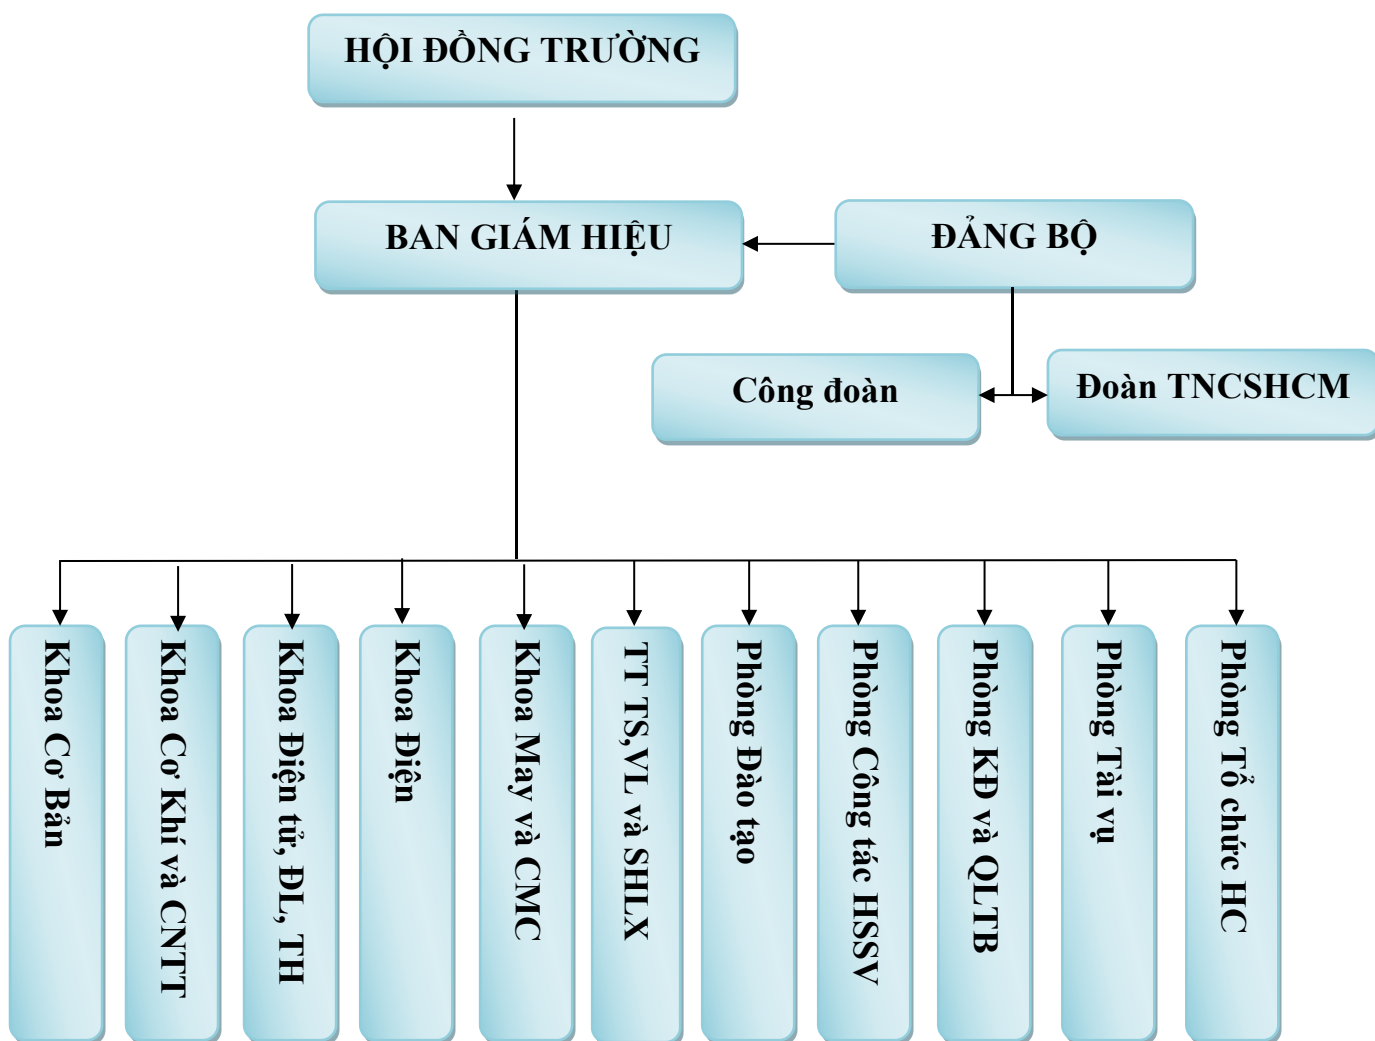 HỘI ĐỒNG TRƯỜNG
BAN GIÁM HIỆU
ĐẢNG BỘ
Công đoàn
Đoàn TNCSHCM
Khoa Cơ Bản
Khoa Cơ Khí và CNTT
Khoa Điện tử, ĐL, TH
Khoa Điện
Khoa May và CMC
TT TS,VL và SHLX
Phòng Đào tạo
Phòng Công tác HSSV
Phòng KĐ và QLTB
Phòng Tài vụ
Phòng Tổ chức HC